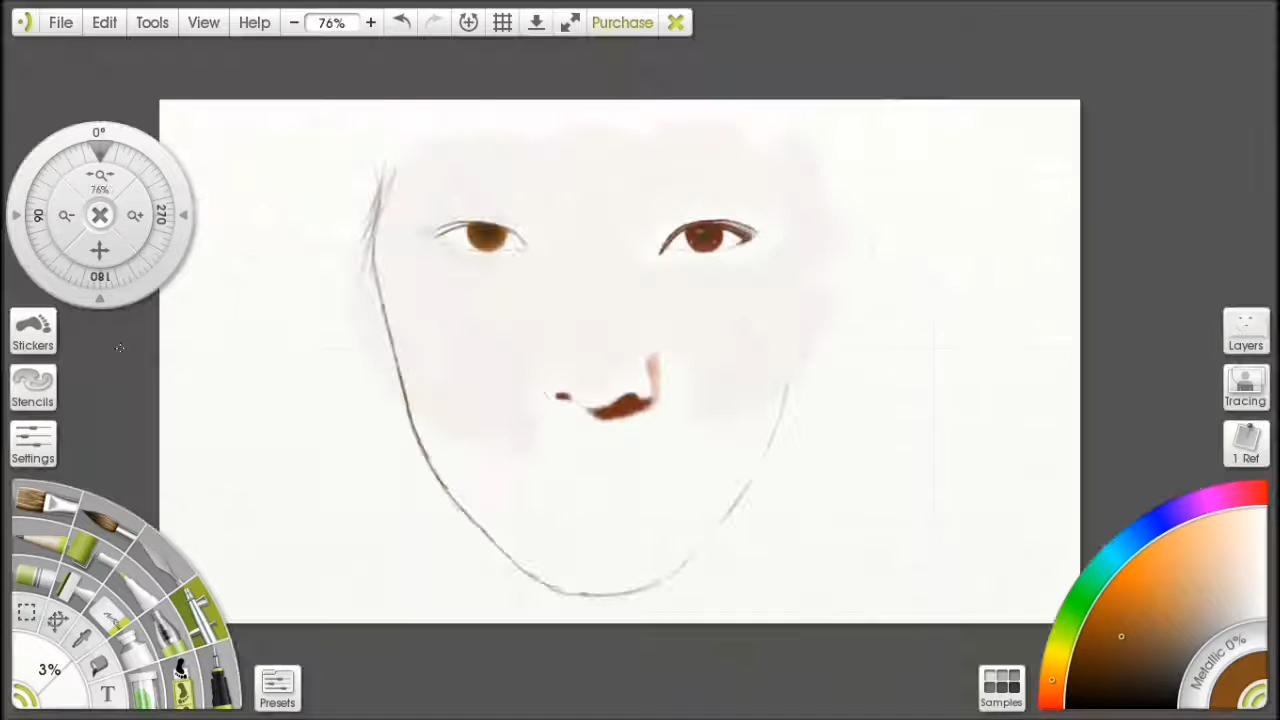 File Edit Tools View Help − 76% + Purchase
0°
76%
90
270
180
Stickers
Stencils
Settings
Layers
Tracing
1 Ref
3%
T
Presets
Samples
Metallic 0%